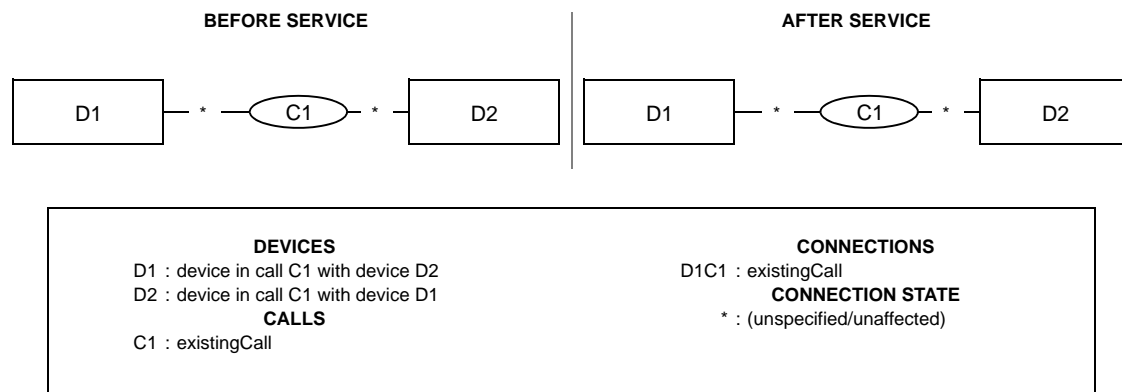 BEFORE SERVICE
AFTER SERVICE
D1 * C1 * D2
D1 * C1 * D2
DEVICES
D1 : device in call C1 with device D2
D2 : device in call C1 with device D1
CALLS
C1 : existingCall
CONNECTIONS
D1C1 : existingCall
CONNECTION STATE
* : (unspecified/unaffected)